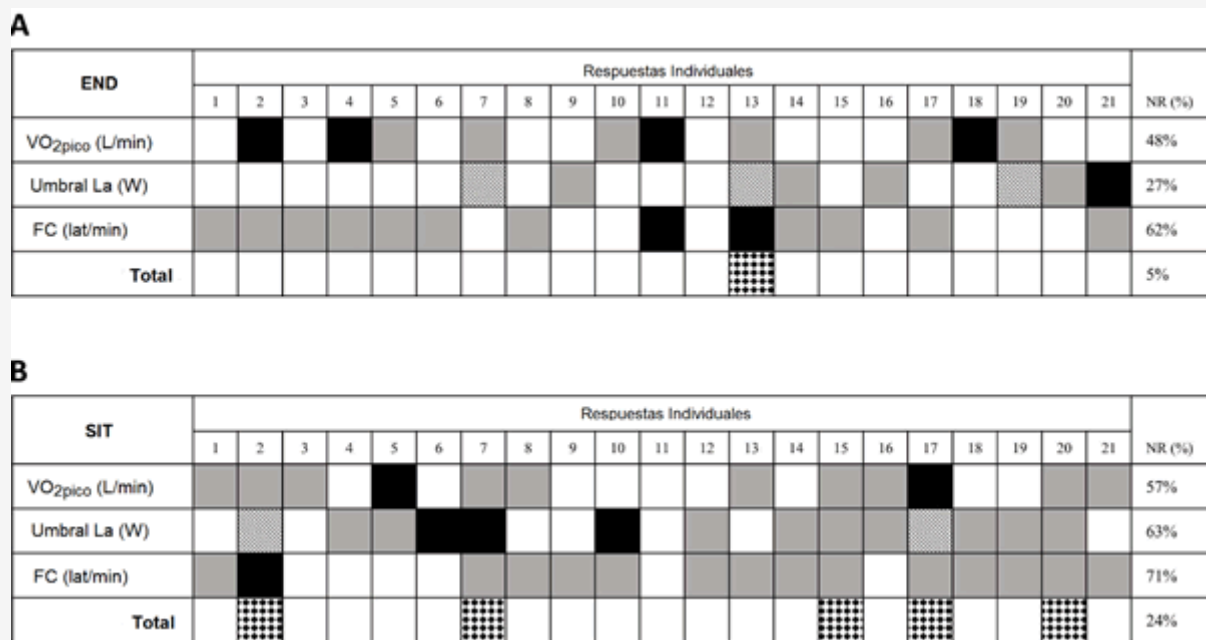 A
END
Respuestas Individuales
NR (%)
1 2 3 4 5 6 7 8 9 10 11 12 13 14 15 16 17 18 19 20 21
VO2pico (L/min) 48%
Umbral La (W) 27%
FC (lat/min) 62%
Total 5%
B
SIT
Respuestas Individuales
NR (%)
1 2 3 4 5 6 7 8 9 10 11 12 13 14 15 16 17 18 19 20 21
VO2pico (L/min) 57%
Umbral La (W) 63%
FC (lat/min) 71%
Total 24%